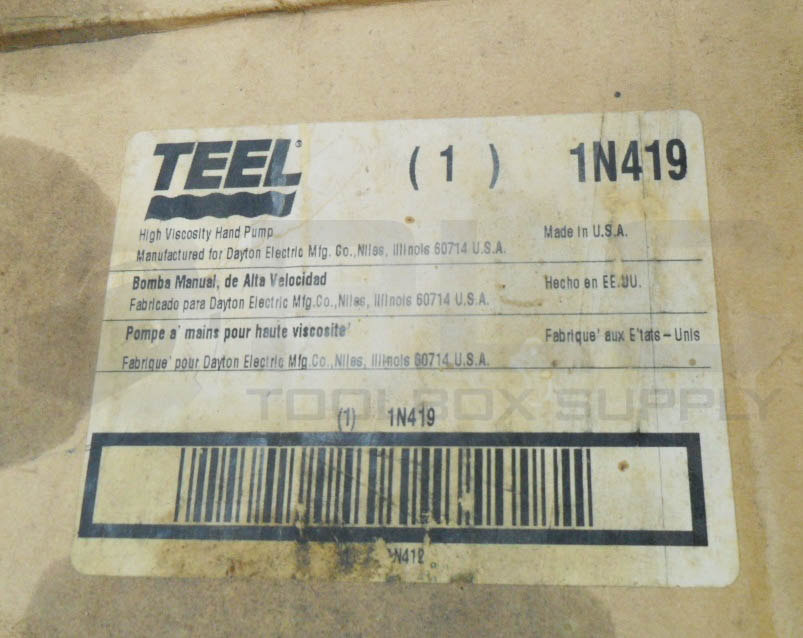 TEEL® ( 1 ) 1N419
High Viscosity Hand Pump Made in U.S.A.
Manufactured for Dayton Electric Mfg. Co.,Niles, Illinois 60714 U.S.A.
Bomba Manual, de Alta Velocidad Hecho en EE.UU.
Fabricado para Dayton Electric Mfg.Co.,Niles, Illinois 60714 U.S.A.
Pompe a' mains pour haute viscosite' Fabrique' aux E'tats-Unis
Fabrique' pour Dayton Electric Mfg.Co.,Niles, Illinois 60714 U.S.A.
TOOLBOX SUPPLY
(1) 1N419